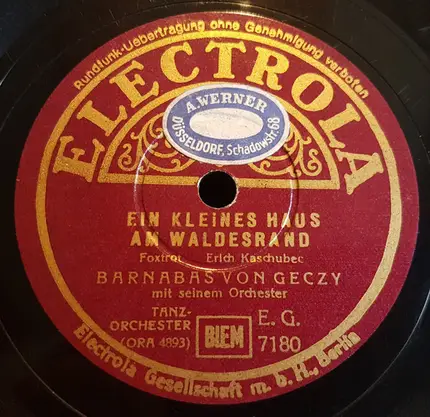 Rundfunk-Uebertragung ohne Genehmigung verboten
ELECTROLA
A. WERNER
DÜSSELDORF, Schadowstr. 68
EIN KLEINES HAUS
AM WALDESRAND
Foxtrot Erich Kaschubec
BARNABAS VON GECZY
mit seinem Orchester
TANZ-
ORCHESTER
(ORA 4893)
BIEM
E. G.
7180
Electrola Gesellschaft m. b. H., Berlin